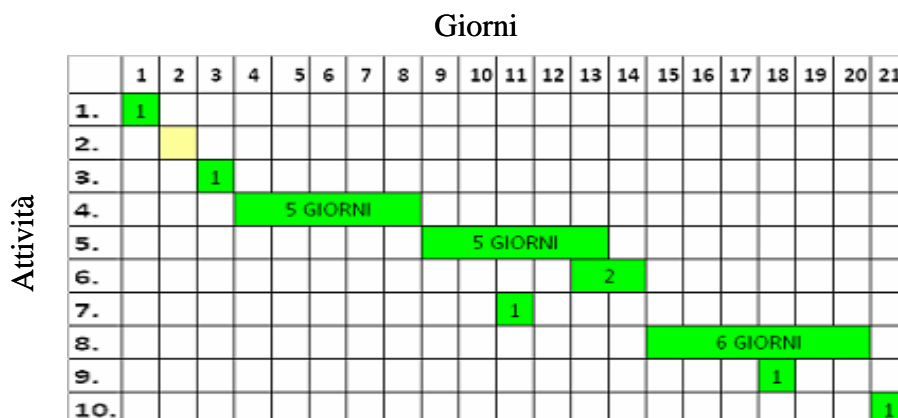 Giorni
1 2 3 4 5 6 7 8 9 10 11 12 13 14 15 16 17 18 19 20 21
Attività
1. 1
2.
3. 1
4. 5 GIORNI
5. 5 GIORNI
6. 2
7. 1
8. 6 GIORNI
9. 1
10. 1